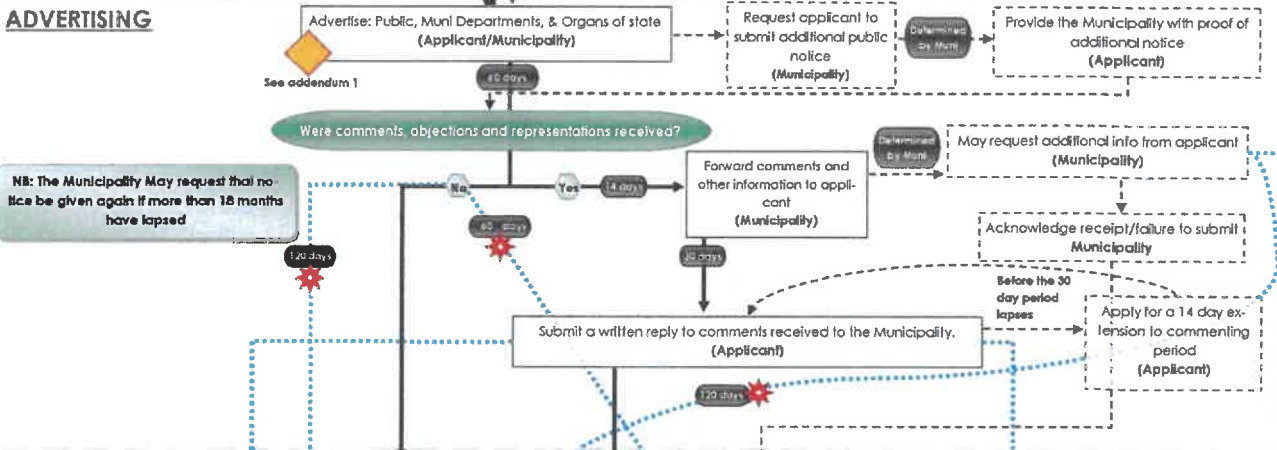 ADVERTISING
Advertise: Public, Muni Departments, & Organs of state
(Applicant/Municipality)
See addendum 1
Request applicant to
submit additional public
notice
(Municipality)
Determined
by Muni
Provide the Municipality with proof of
additional notice
(Applicant)
60 days
Were comments, objections and representations received?
NB: The Municipality May request that no-
tice be given again if more than 18 months
have lapsed
No
Yes
14 days
Forward comments and
other information to appli-
cant
(Municipality)
Determined
by Muni
May request additional info from applicant
(Municipality)
Acknowledge receipt/failure to submit
Municipality
120 days
60 days
30 days
Before the 30
day period
lapses
Apply for a 14 day ex-
tension to commenting
period
(Applicant)
Submit a written reply to comments received to the Municipality.
(Applicant)
120 days